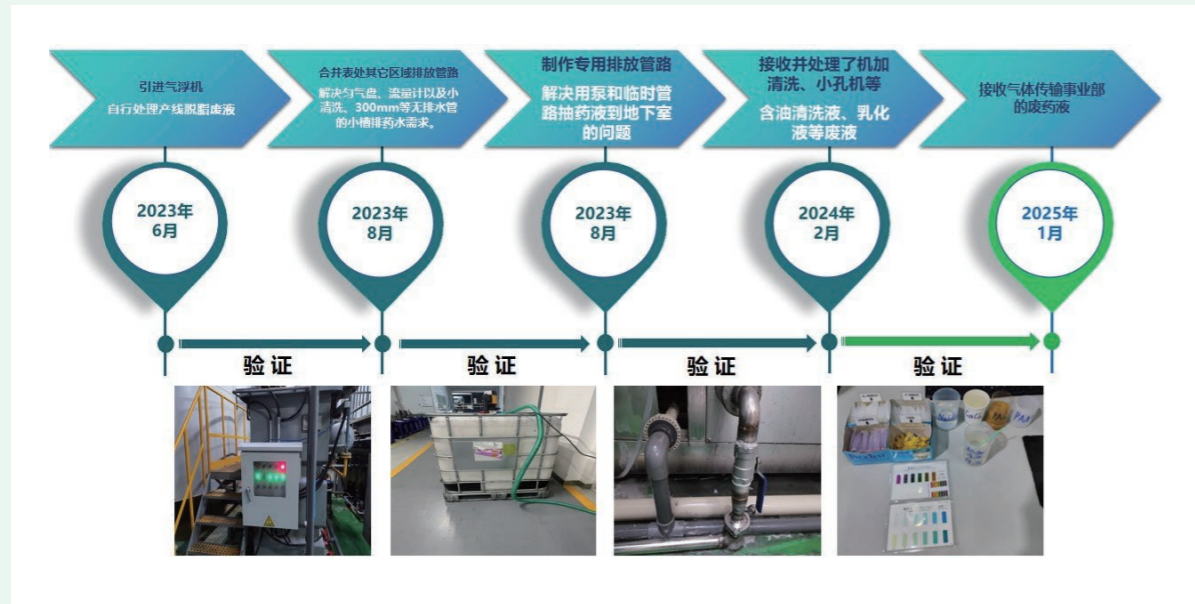 引进气浮机
自行处理产线脱脂废液
合并表处其它区域排放管路
解决匀气盘、流量计以及小
清洗、300mm等无排水管
的小槽排药水需求。
制作专用排放管路
解决用泵和临时管
路抽药液到地下室
的问题
接收并处理了机加
清洗、小孔机等
含油清洗液、乳化
液等废液
接收气体传输事业部
的废药液
2023年
6月
2023年
8月
2023年
8月
2024年
2月
2025年
1月
验 证
验 证
验 证
验 证